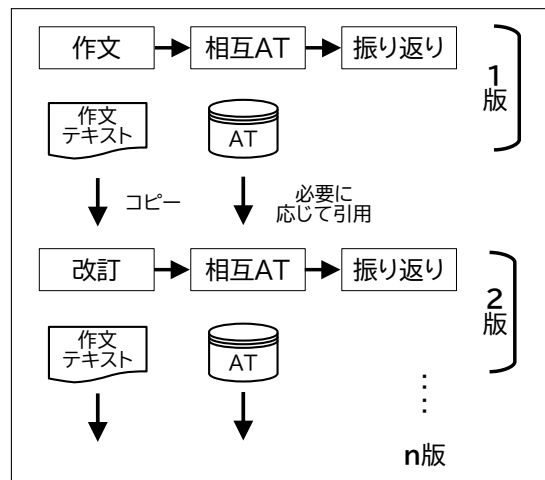 作文
相互AT
振り返り
1
版
作文
テキスト
AT
コピー
必要に
応じて引用
改訂
相互AT
振り返り
2
版
作文
テキスト
AT
n版